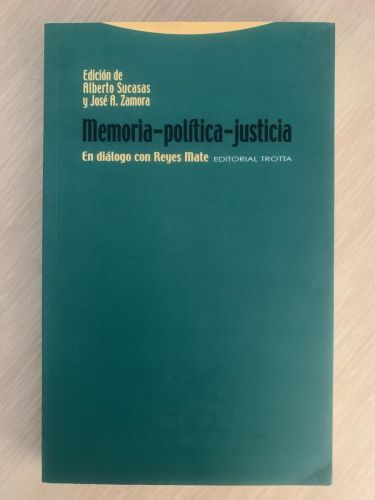 Edición de
Alberto Sucasas
y José A. Zamora
Memoria-política-justicia
En diálogo con Reyes Mate EDITORIAL TROTTA